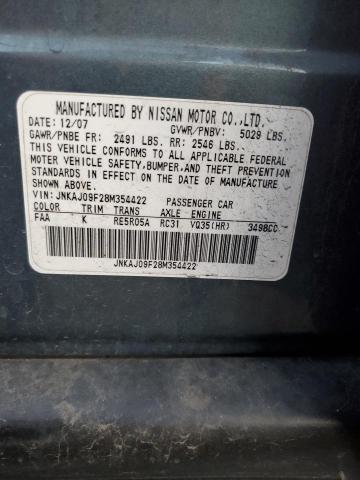 MANUFACTURED BY NISSAN MOTOR CO.,LTD.
DATE: 12/07 GVWR/PNBV: 5029 LBS.
GAWR/PNBE FR: 2491 LBS. RR: 2546 LBS.
THIS VEHICLE CONFORMS TO ALL APPLICABLE FEDERAL
MOTOR VEHICLE SAFETY,BUMPER,AND THEFT PREVENTION
STANDARDS IN EFFECT ON THE DATE OF MANUFACTURE
SHOWN ABOVE.
VIN: JNKAJ09F28M354422 PASSENGER CAR
COLOR TRIM TRANS AXLE ENGINE
FAA K RE5R05A RC31 VQ35(HR) 3498CC
JNKAJ09F28M354422